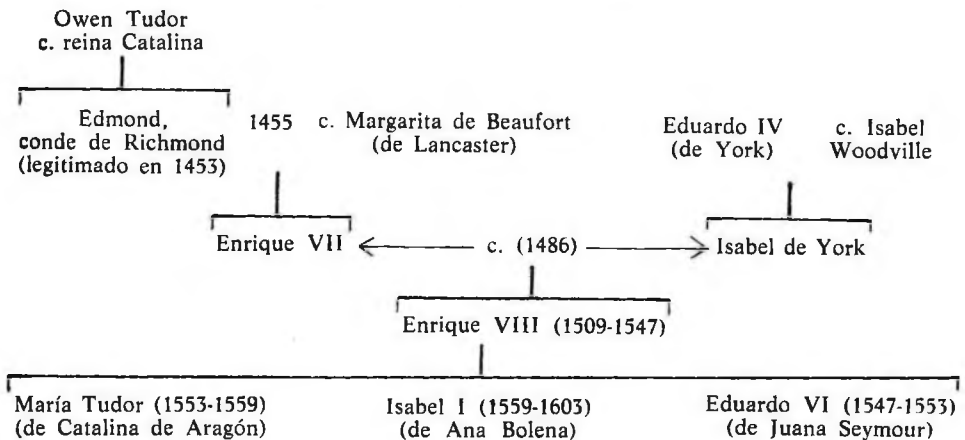 Owen Tudor
c. reina Catalina
Edmond,
conde de Richmond
(legitimado en 1453)
1455
c. Margarita de Beaufort
(de Lancaster)
Eduardo IV
(de York)
c. Isabel
Woodville
Enrique VII
c. (1486)
Isabel de York
Enrique VIII (1509-1547)
María Tudor (1553-1559)
(de Catalina de Aragón)
Isabel I (1559-1603)
(de Ana Bolena)
Eduardo VI (1547-1553)
(de Juana Seymour)